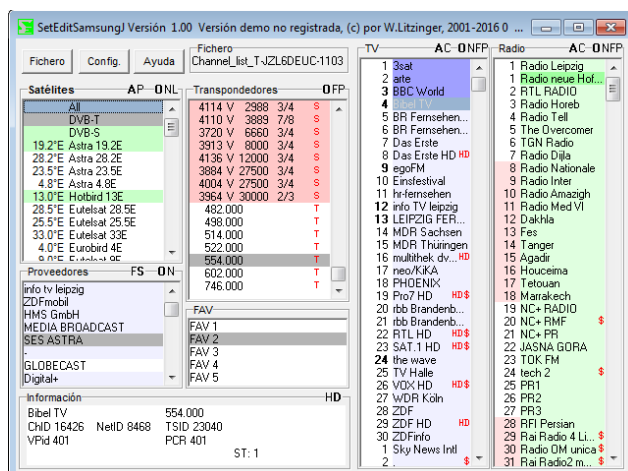 SetEditSamsungJ Versión 1.00 Versión demo no registrada, (c) por W.Litzinger, 2001-2016 0 ...
Fichero Config. Ayuda
Fichero
Channel_list_T-JZL6DEUC-1103
Satélites AP ONL
All
DVB-T
DVB-S
19.2°E Astra 19.2E
28.2°E Astra 28.2E
23.5°E Astra 23.5E
4.8°E Astra 4.8E
13.0°E Hotbird 13E
28.5°E Eutelsat 28.5E
25.5°E Eutelsat 25.5E
33.0°E Eutelsat 33E
4.0°E Eurobird 4E
9.0°E Eutelsat 9E
Proveedores FS ON
info tv leipzig
ZDFmobil
HMS GmbH
MEDIA BROADCAST
SES ASTRA
-
GLOBECAST
Digital+
Transpondedores OFP
4114 V 2988 3/4 S
4110 V 3889 7/8 S
3720 V 6660 3/4 S
3913 V 8000 3/4 S
4136 V 12000 3/4 S
3884 V 27500 3/4 S
4004 V 27500 3/4 S
3964 V 30000 2/3 S
482.000 T
498.000 T
514.000 T
522.000 T
554.000 T
602.000 T
746.000 T
FAV
FAV 1
FAV 2
FAV 3
FAV 4
FAV 5
Información HD
Bibel TV 554.000
ChID 16426 NetID 8468 TSID 23040
VPid 401 PCR 401
ST: 1
TV AC ONFP
1 3sat
2 arte
3 BBC World
4 Bibel TV
5 BR Fernsehen...
6 BR Fernsehen...
7 Das Erste
8 Das Erste HD HD
9 egoFM
10 Einsfestival
11 hr-fernsehen
12 info TV leipzig
13 LEIPZIG FER...
14 MDR Sachsen
15 MDR Thüringen
16 multithek dv... HD
17 neo/KiKA
18 PHOENIX
19 Pro7 HD HD$
20 rbb Brandenb...
21 rbb Brandenb...
22 RTL HD HD$
23 SAT.1 HD HD$
24 the wave
25 TV Halle
26 VOX HD HD$
27 WDR Köln
28 ZDF
29 ZDF HD HD
30 ZDFinfo
1 Sky News Intl
2 . $
Radio AC ONFP
1 Radio Leipzig
1 Radio neue Hof...
2 RTL RADIO
3 Radio Horeb
4 Radio Tell
5 The Overcomer
6 TGN Radio
7 Radio Dijla
8 Radio Nationale
9 Radio Inter
10 Radio Amazigh
11 Radio Med VI
12 Dakhla
13 Fes
14 Tanger
15 Agadir
16 Houceima
17 Tetouan
18 Marrakech
19 NC+ RADIO
20 NC+ RMF $
21 NC+ PR
22 JASNA GORA
23 TOK FM
24 tech 2 $
25 PR1
26 PR2
27 PR3
28 RFI Persian
29 Rai Radio 4 Li... $
30 Radio OM unica $
31 Rai Radio2 m... $